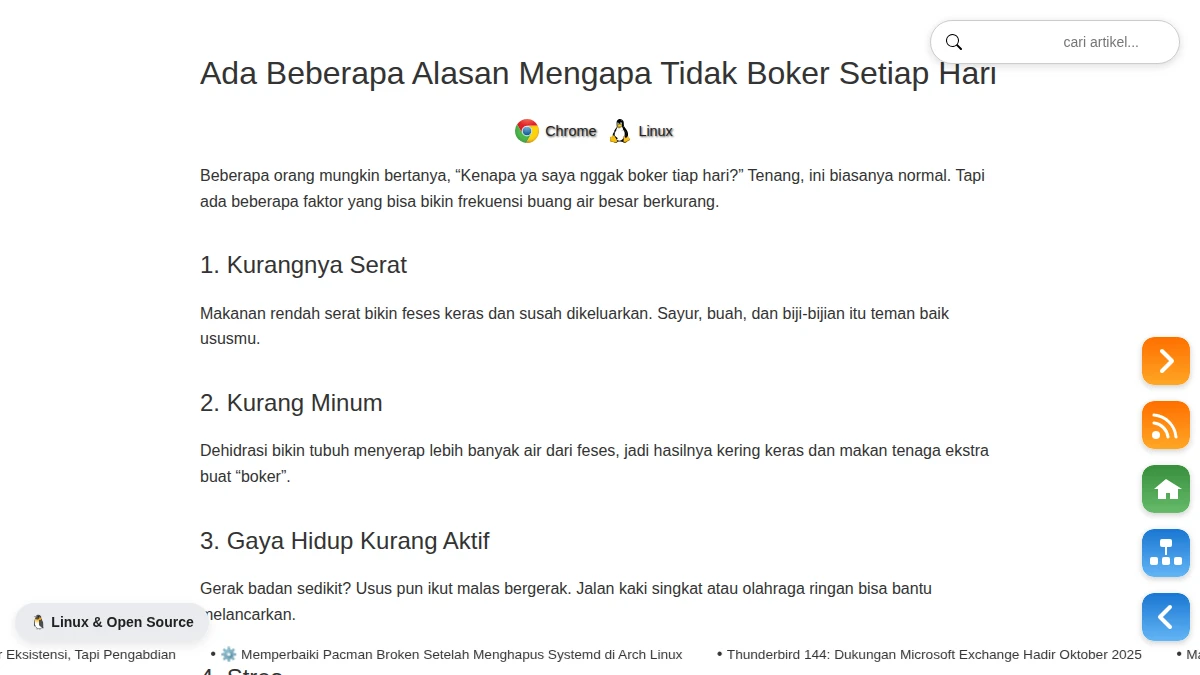 cari artikel...
Ada Beberapa Alasan Mengapa Tidak Boker Setiap Hari
Chrome Linux
Beberapa orang mungkin bertanya, “Kenapa ya saya nggak boker tiap hari?” Tenang, ini biasanya normal. Tapi
ada beberapa faktor yang bisa bikin frekuensi buang air besar berkurang.
1. Kurangnya Serat
Makanan rendah serat bikin feses keras dan susah dikeluarkan. Sayur, buah, dan biji-bijian itu teman baik
ususmu.
2. Kurang Minum
Dehidrasi bikin tubuh menyerap lebih banyak air dari feses, jadi hasilnya kering keras dan makan tenaga ekstra
buat “boker”.
3. Gaya Hidup Kurang Aktif
Gerak badan sedikit? Usus pun ikut malas bergerak. Jalan kaki singkat atau olahraga ringan bisa bantu
melancarkan.
🐧 Linux & Open Source
Eksistensi, Tapi Pengabdian • ⚙️ Memperbaiki Pacman Broken Setelah Menghapus Systemd di Arch Linux • Thunderbird 144: Dukungan Microsoft Exchange Hadir Oktober 2025 •
4. Stres